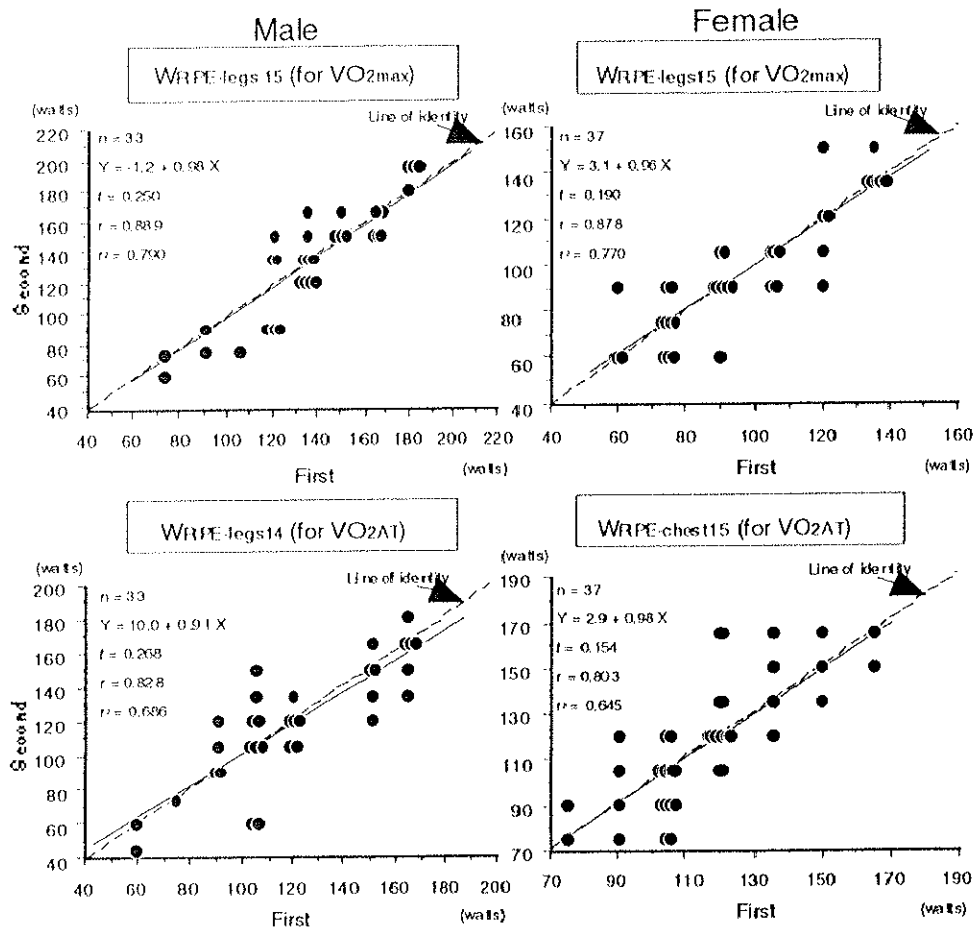 Male
Female
WRPE-legs 15 (for VO2max)
WRPE-legs15 (for VO2max)
(watts)
220
200
180
160
140
120
100
80
60
40
Second
n = 33
Y = -1.2 + 0.98 X
t = 0.250
r = 0.889
r² = 0.790
Line of identity
40 60 80 100 120 140 160 180 200 220
First
(watts)
(watts)
160
140
120
100
80
60
40
n = 37
Y = 3.1 + 0.96 X
t = 0.190
r = 0.878
r² = 0.770
Line of identity
40 60 80 100 120 140 160
First
(watts)
WRPE-legs14 (for VO2AT)
WRPE-chest15 (for VO2AT)
(watts)
200
180
160
140
120
100
80
60
40
Second
n = 33
Y = 10.0 + 0.91 X
t = 0.268
r = 0.828
r² = 0.686
Line of identity
40 60 80 100 120 140 160 180 200
First
(watts)
(watts)
190
170
150
130
110
90
70
n = 37
Y = 2.9 + 0.98 X
t = 0.154
r = 0.803
r² = 0.645
Line of identity
70 90 110 130 150 170 190
First
(watts)